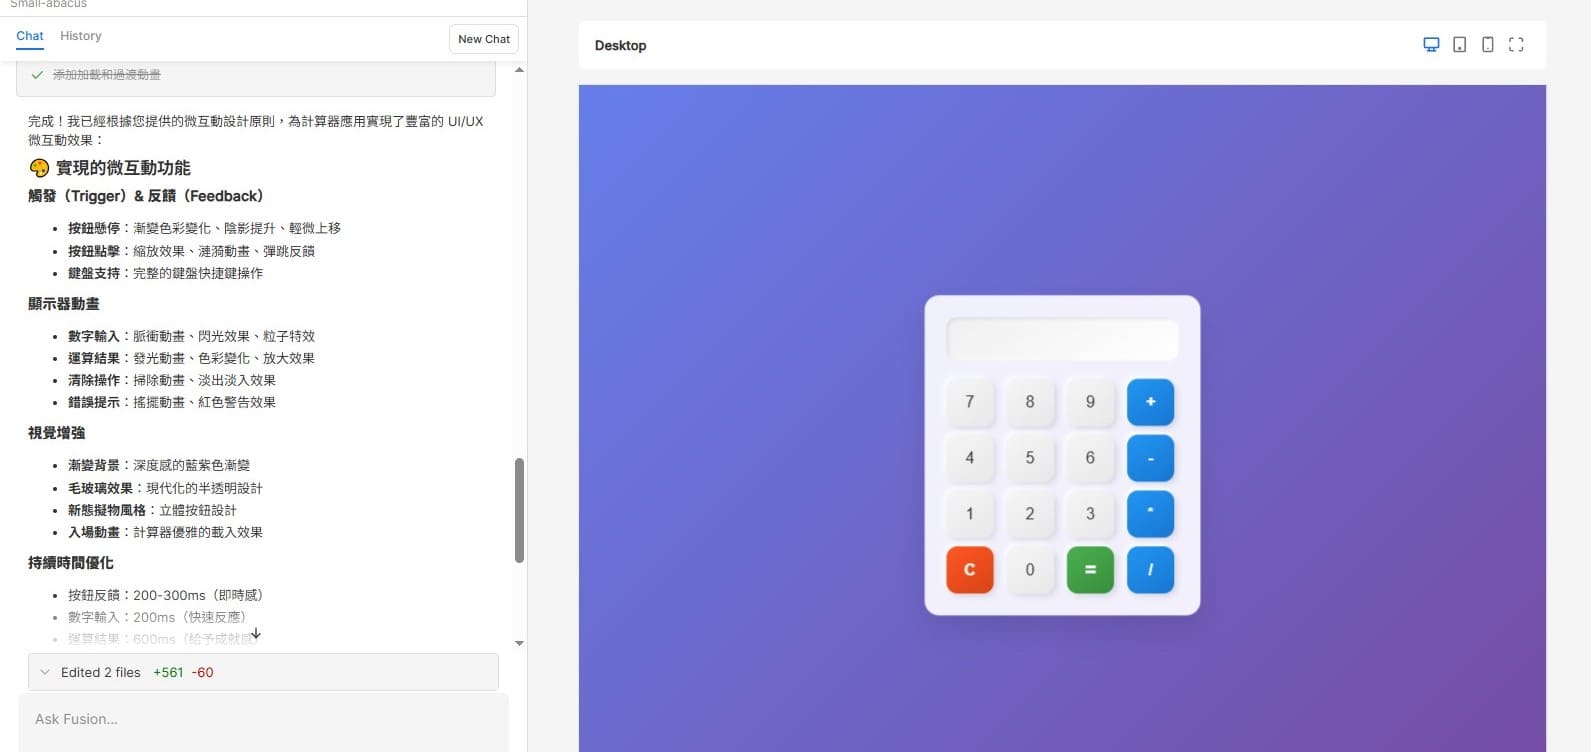 Small-abacus
Chat History New Chat
添加加載和過渡動畫
完成！我已經根據您提供的微互動設計原則，為計算器應用實現了豐富的 UI/UX
微互動效果：
🎨 實現的微互動功能
觸發（Trigger）& 反饋（Feedback）
• 按鈕懸停：漸變色彩變化、陰影提升、輕微上移
• 按鈕點擊：縮放效果、漣漪動畫、彈跳反饋
• 鍵盤支持：完整的鍵盤快捷鍵操作
顯示器動畫
• 數字輸入：脈衝動畫、閃光效果、粒子特效
• 運算結果：發光動畫、色彩變化、放大效果
• 清除操作：掃除動畫、淡出淡入效果
• 錯誤提示：搖擺動畫、紅色警告效果
視覺增強
• 漸變背景：深度感的藍紫色漸變
• 毛玻璃效果：現代化的半透明設計
• 新態擬物風格：立體按鈕設計
• 入場動畫：計算器優雅的載入效果
持續時間優化
• 按鈕反饋：200-300ms（即時感）
• 數字輸入：200ms（快速反應）
• 運算結果：600ms（給予成就感）
Edited 2 files +561 -60
Ask Fusion...
Desktop
7 8 9 +
4 5 6 -
1 2 3 *
C 0 = /